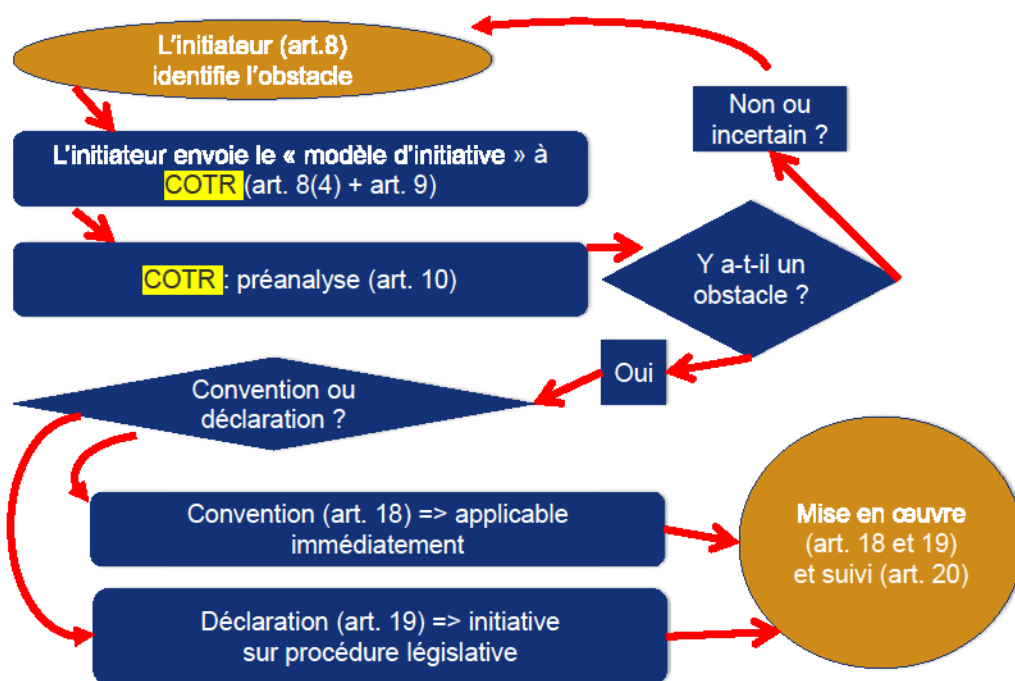 L'initiateur (art.8)
identifie l'obstacle
L'initiateur envoie le « modèle d'initiative » à
COTR (art. 8(4) + art. 9)
COTR : préanalyse (art. 10)
Y a-t-il un
obstacle ?
Non ou
incertain ?
Oui
Convention ou
déclaration ?
Convention (art. 18) => applicable
immédiatement
Déclaration (art. 19) => initiative
sur procédure législative
Mise en œuvre
(art. 18 et 19)
et suivi (art. 20)